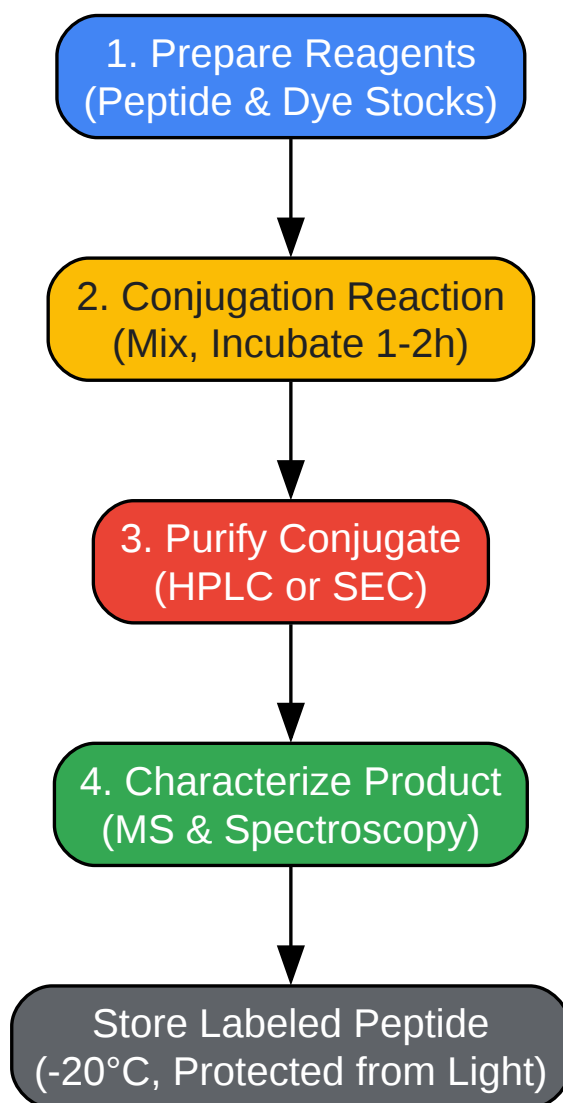 1. Prepare Reagents
(Peptide & Dye Stocks)
2. Conjugation Reaction
(Mix, Incubate 1-2h)
3. Purify Conjugate
(HPLC or SEC)
4. Characterize Product
(MS & Spectroscopy)
Store Labeled Peptide
(-20°C, Protected from Light)